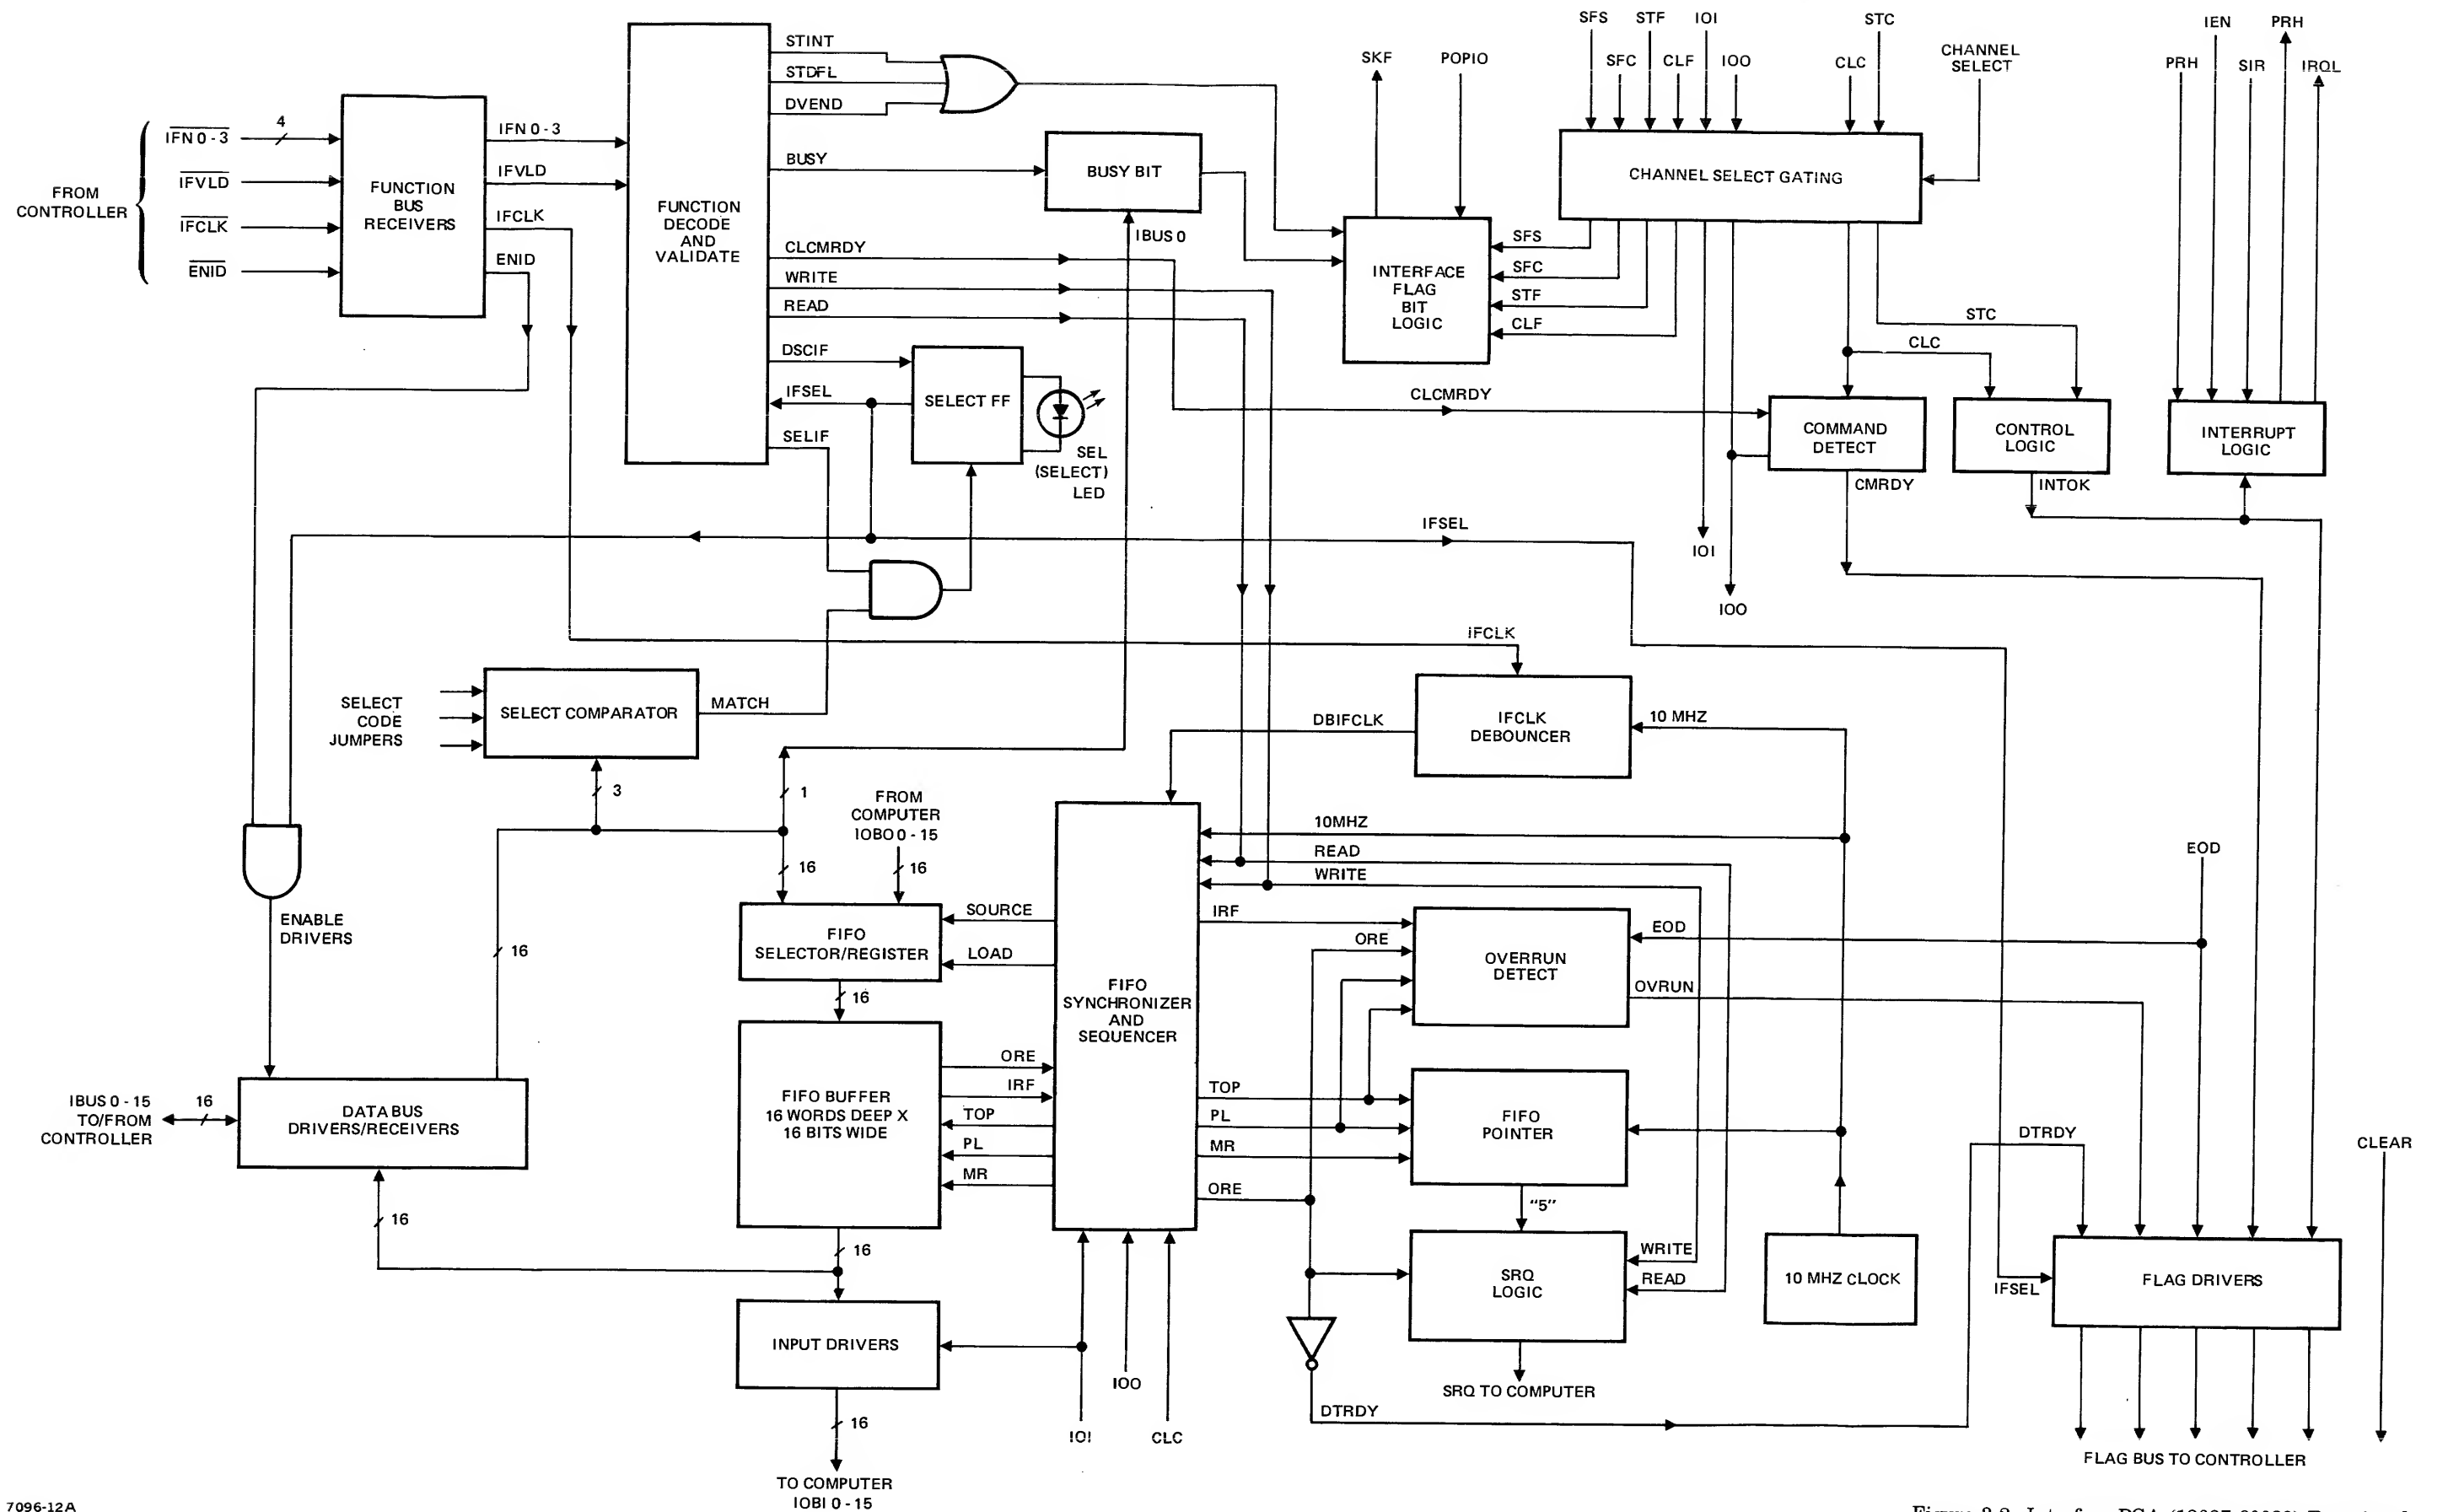 SFS STF IOI STC
SFC CLF IOO CLC
CHANNEL
SELECT
IEN PRH
PRH SIR IRQL
SKF POPIO
STINT
STDFL
DVEND
BUSY
CLCMRDY
WRITE
READ
DSCIF
IFSEL
SELIF
FROM
CONTROLLER
IFN 0 - 3
4
IFVLD
IFCLK
ENID
FUNCTION
BUS
RECEIVERS
IFN 0 - 3
IFVLD
IFCLK
ENID
FUNCTION
DECODE
AND
VALIDATE
BUSY BIT
IBUS 0
CHANNEL SELECT GATING
INTERFACE
FLAG
BIT
LOGIC
SFS
SFC
STF
CLF
STC
CLC
SELECT FF
SEL
(SELECT)
LED
CLCMRDY
COMMAND
DETECT
CONTROL
LOGIC
INTERRUPT
LOGIC
CMRDY
INTOK
IFSEL
IOI
IOO
IFCLK
SELECT
CODE
JUMPERS
SELECT COMPARATOR
MATCH
3
1
DBIFCLK
IFCLK
DEBOUNCER
10 MHZ
FROM
COMPUTER
IOBO 0 - 15
16
16
10MHZ
READ
WRITE
EOD
ENABLE
DRIVERS
16
FIFO
SELECTOR/REGISTER
SOURCE
LOAD
16
FIFO
SYNCHRONIZER
AND
SEQUENCER
IRF
ORE
OVERRUN
DETECT
EOD
OVRUN
FIFO BUFFER
16 WORDS DEEP X
16 BITS WIDE
ORE
IRF
TOP
PL
MR
TOP
PL
MR
ORE
FIFO
POINTER
"5"
IBUS 0 - 15
TO/FROM
CONTROLLER
16
DATA BUS
DRIVERS/RECEIVERS
16
16
DTRDY
CLEAR
SRQ
LOGIC
WRITE
READ
10 MHZ CLOCK
IFSEL
FLAG DRIVERS
INPUT DRIVERS
16
IOI
IOO
CLC
SRQ TO COMPUTER
DTRDY
FLAG BUS TO CONTROLLER
TO COMPUTER
IOBI 0 - 15
7096-12A